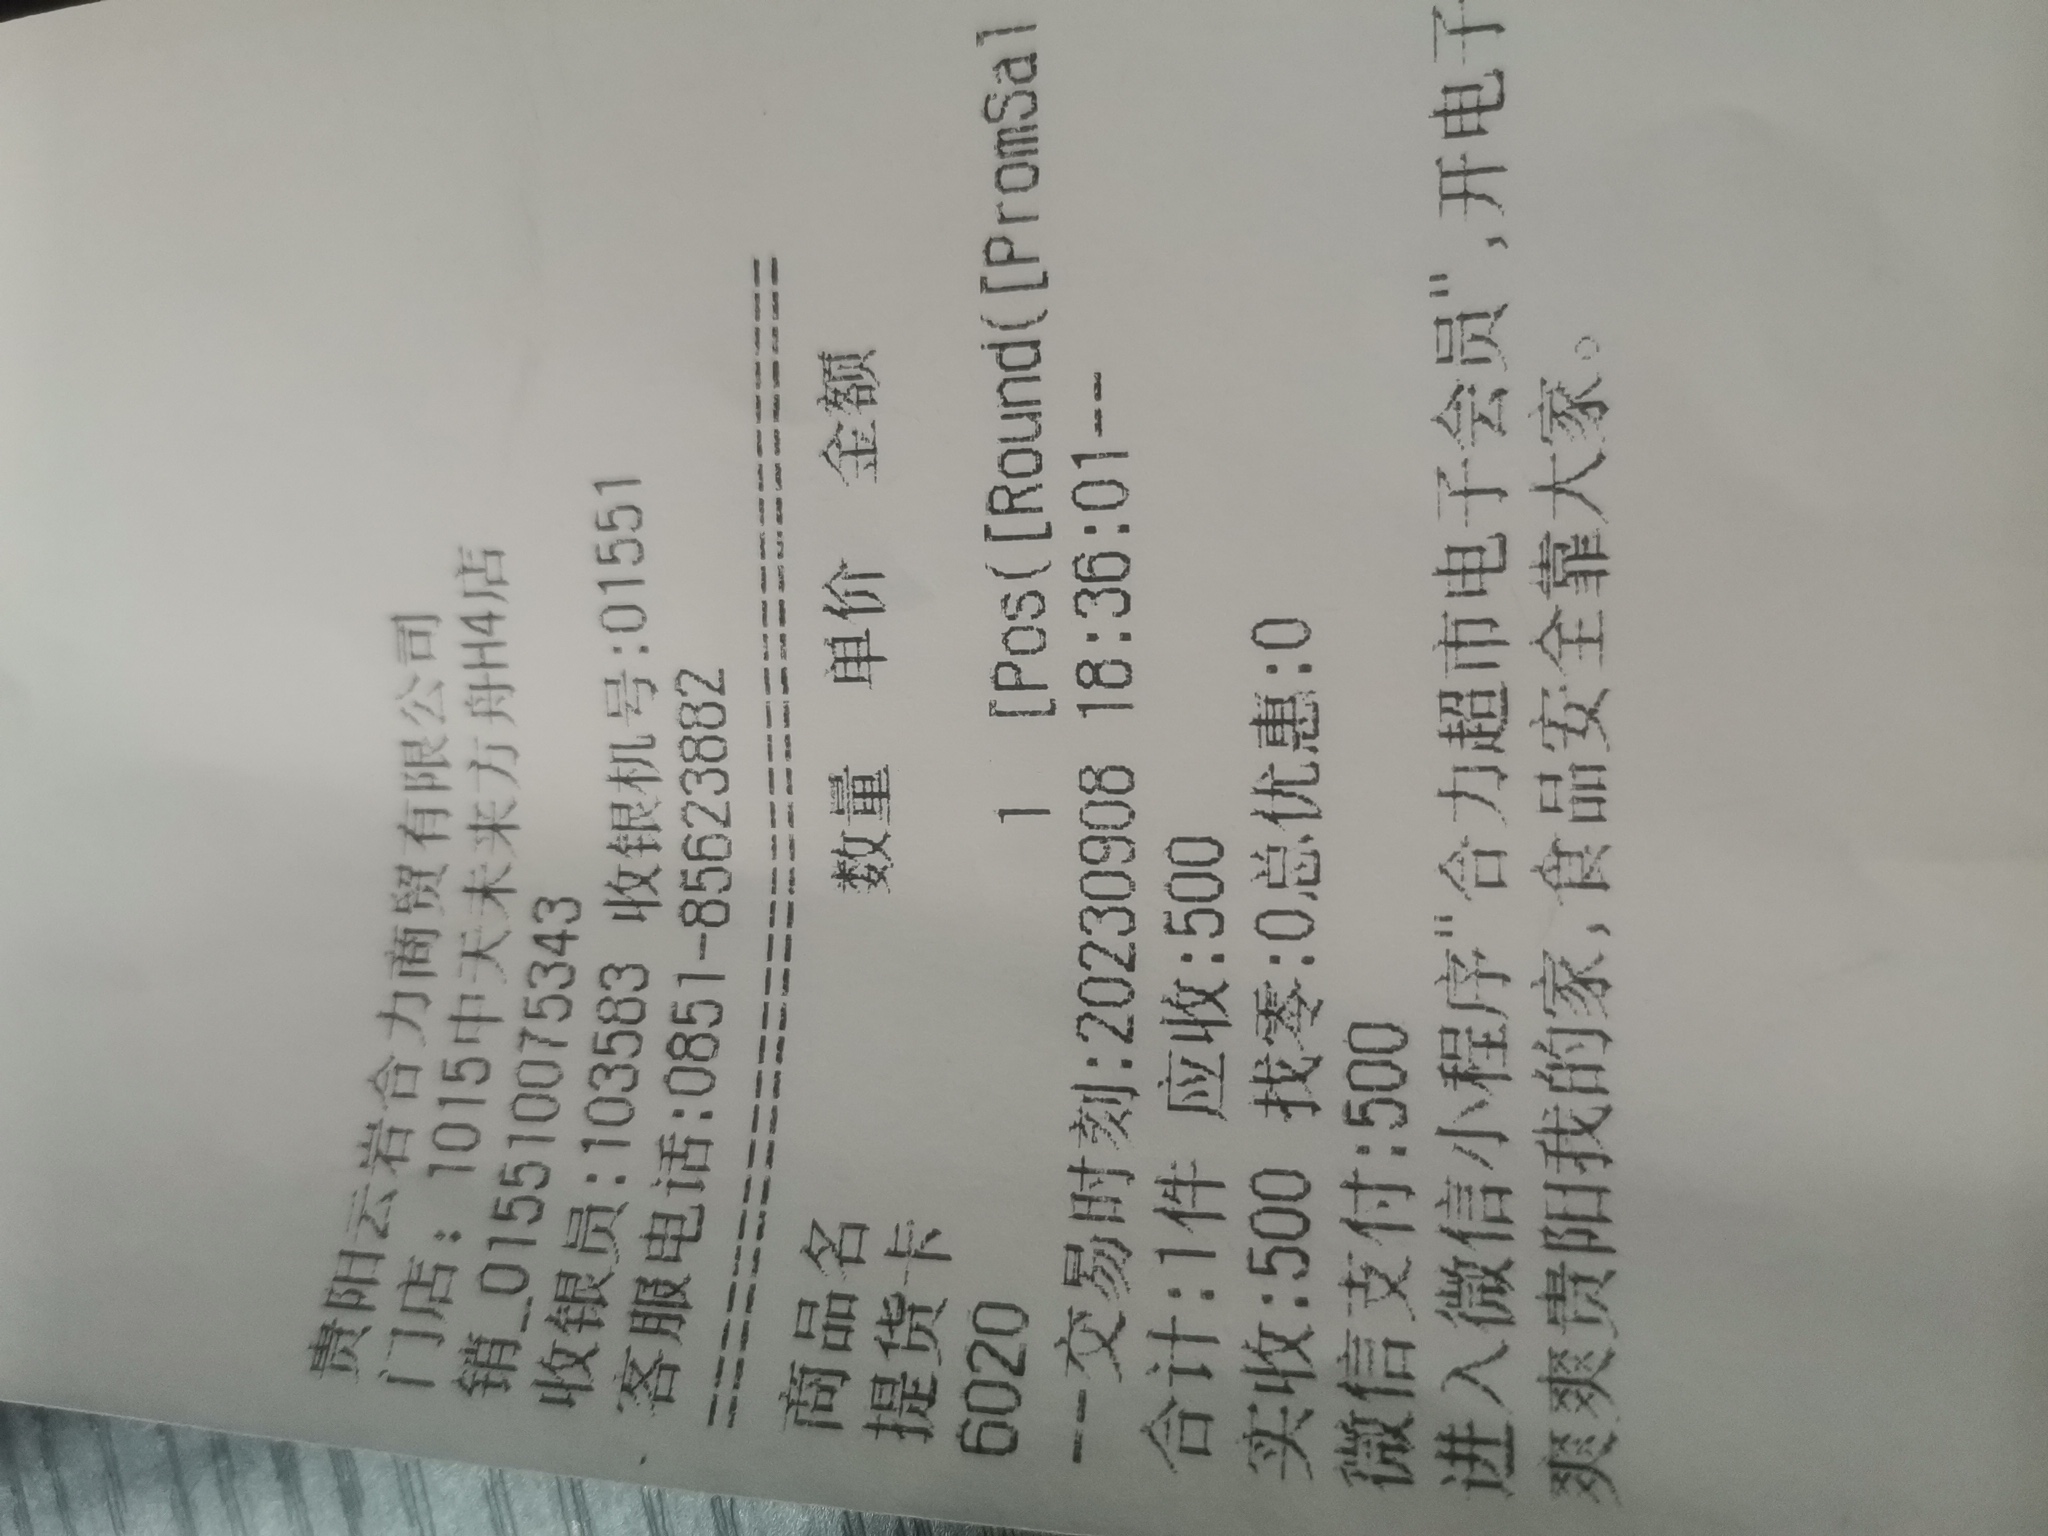 贵阳云岩合力商贸有限公司
门店：1015中天未来方舟H4店
销_015510075343
收银员:103583 收银机号:01551
客服电话:0851-85623882
========================================
商品名 数量 单价 金额
提货卡
6020 1 [Pos([Round([PromSal
--交易时刻:20230908 18:36:01---
合计:1件 应收:500
实收:500 找零:0总优惠:0
微信支付:500
进入微信小程序"合力超市电子会员",开电子
爽爽贵阳我的家,食品安全靠大家。